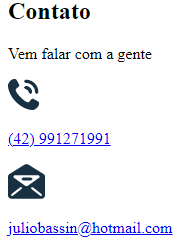 Contato
Vem falar com a gente
(42) 991271991
juliobassin@hotmail.com